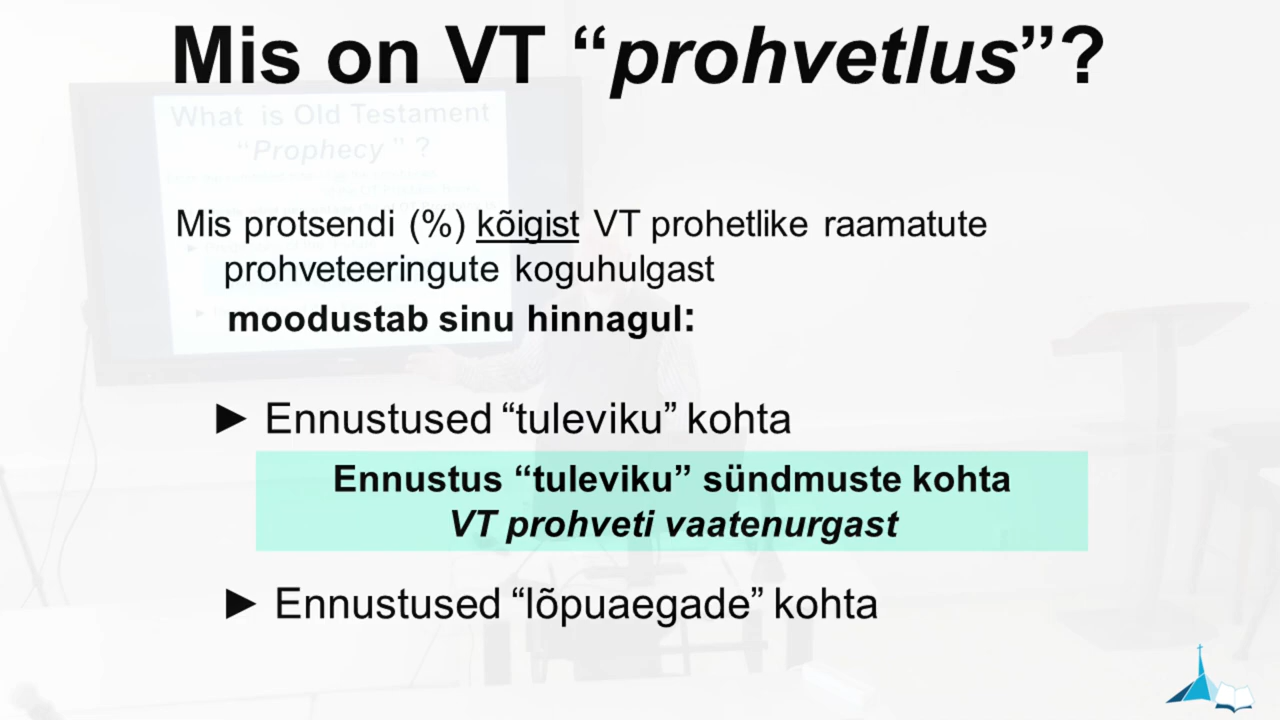 Mis on VT “prohvetlus”?
What is Old Testament
“Prophecy ” ?
Mis protsendi (%) kõigist VT prohetlike raamatute
prohveteeringute koguhulgast
moodustab sinu hinnagul:
► Ennustused “tuleviku” kohta
Ennustus “tuleviku” sündmuste kohta
VT prohveti vaatenurgast
► Ennustused “lõpuaegade” kohta